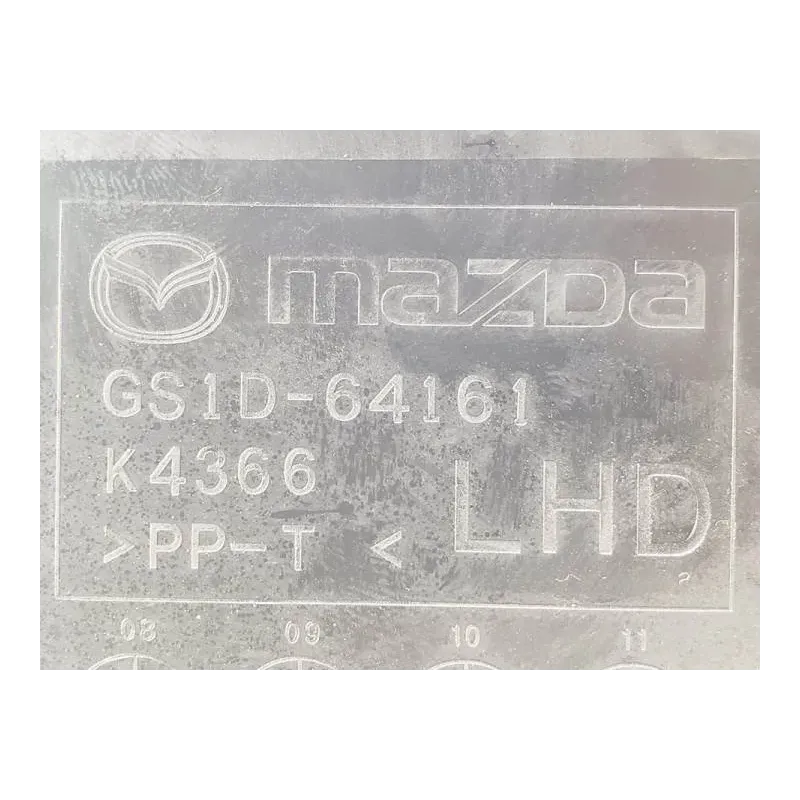 mazda
GS1D-64161
K4366
>PP-T <
LHD
08 09 10 11